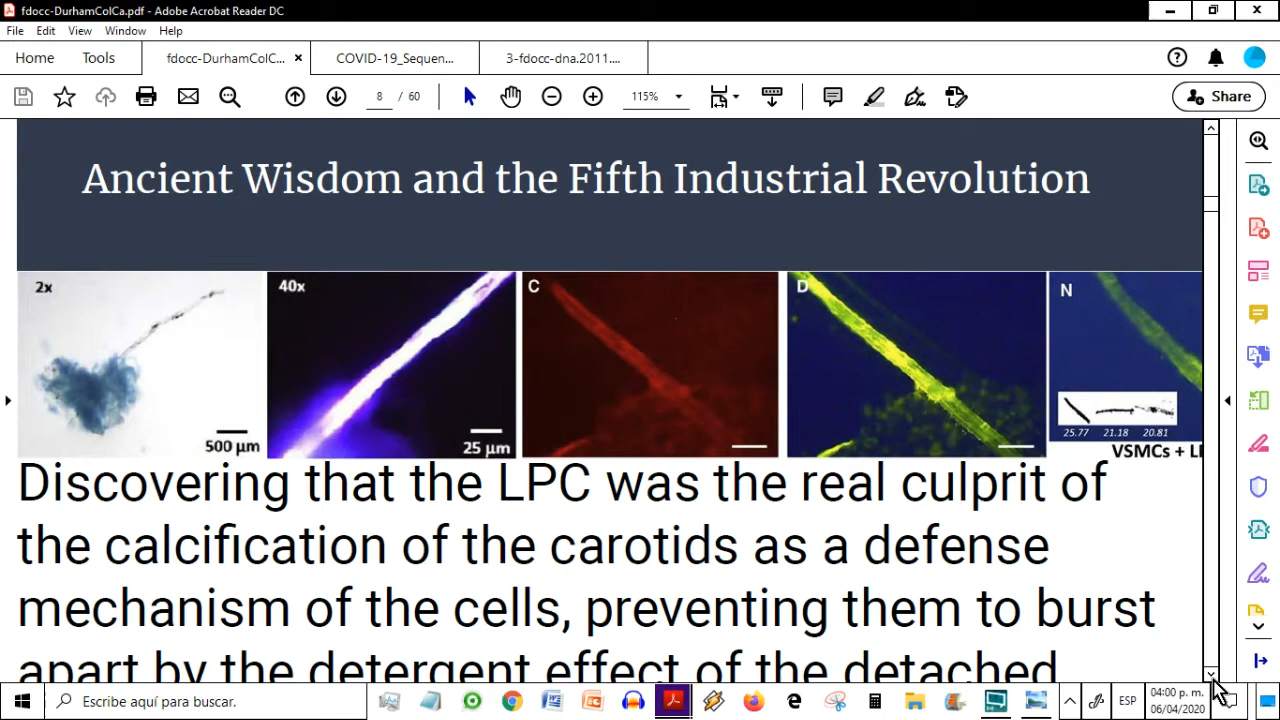 fdocc-DurhamColCa.pdf - Adobe Acrobat Reader DC
File Edit View Window Help
Home Tools fdocc-DurhamColC... COVID-19_Sequen... 3-fdocc-dna.2011....
8 / 60 115% Share
Ancient Wisdom and the Fifth Industrial Revolution
2x 40x C D N
500 µm 25 µm
25.77 21.18 20.81
VSMCs + L
Discovering that the LPC was the real culprit of
the calcification of the carotids as a defense
mechanism of the cells, preventing them to burst
apart by the detergent effect of the detached
Escribe aquí para buscar.
ESP
04:00 p. m.
06/04/2020